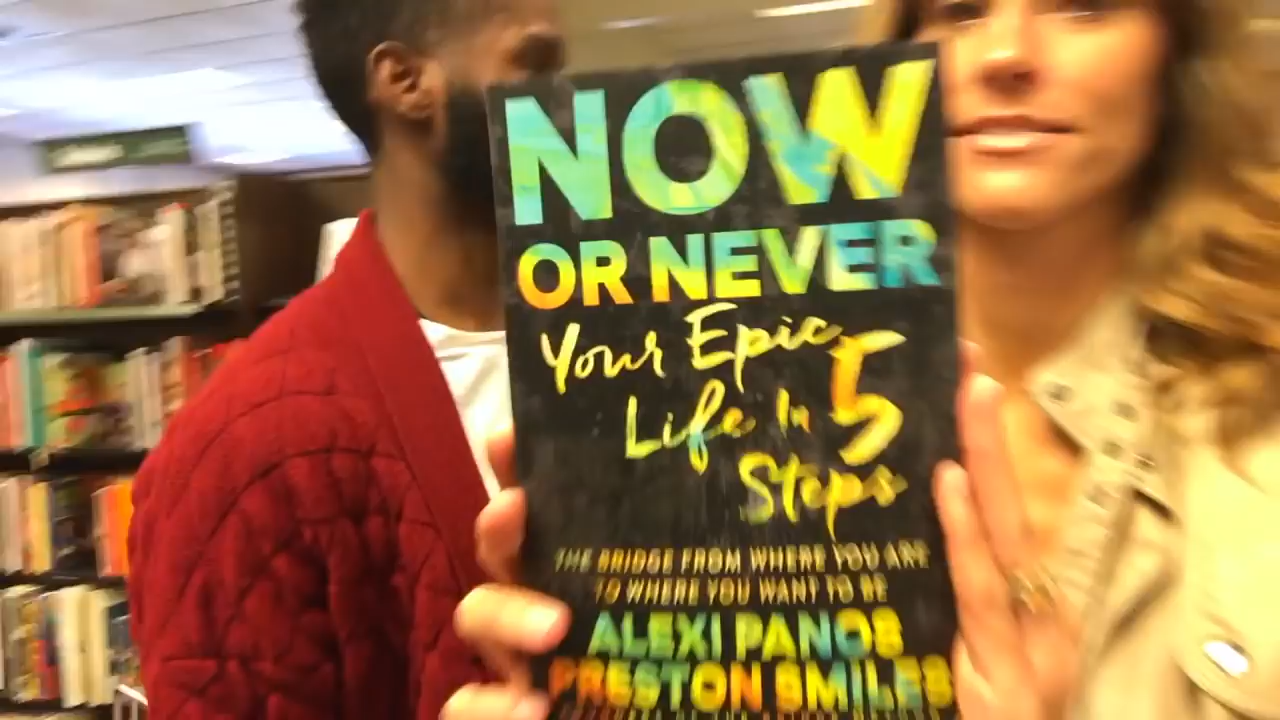 NOW
OR NEVER
Your Epic
Life In 5
Steps
THE BRIDGE FROM WHERE YOU ARE
TO WHERE YOU WANT TO BE
ALEXI PANOS
PRESTON SMILES